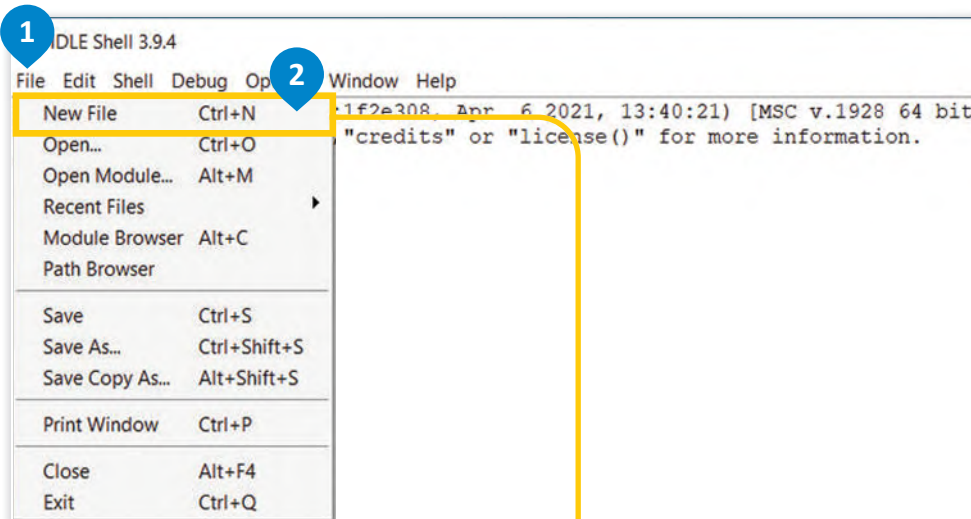 1
IDLE Shell 3.9.4
2
File Edit Shell Debug Op Window Help
:1f2e308, Apr 6 2021, 13:40:21) [MSC v.1928 64 bit
"credits" or "license()" for more information.
New File Ctrl+N
Open... Ctrl+O
Open Module... Alt+M
Recent Files
Module Browser Alt+C
Path Browser
Save Ctrl+S
Save As... Ctrl+Shift+S
Save Copy As... Alt+Shift+S
Print Window Ctrl+P
Close Alt+F4
Exit Ctrl+Q